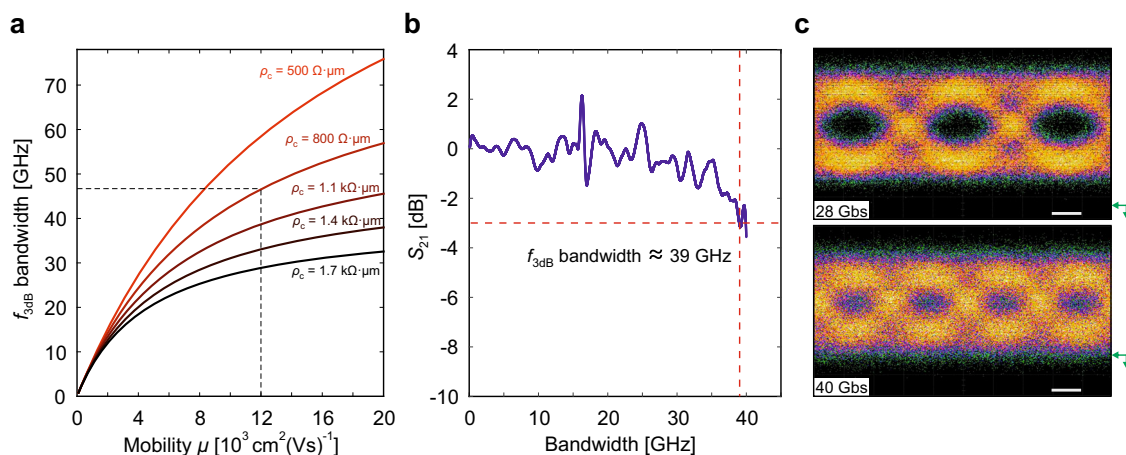 a
f3dB bandwidth [GHz]
70
60
50
40
30
20
10
0
ρc = 500 Ω·µm
ρc = 800 Ω·µm
ρc = 1.1 kΩ·µm
ρc = 1.4 kΩ·µm
ρc = 1.7 kΩ·µm
0 4 8 12 16 20
Mobility µ [10³ cm²(Vs)⁻¹]
b
S21 [dB]
4
2
0
-2
-4
-6
-8
-10
f3dB bandwidth ≈ 39 GHz
0 10 20 30 40
Bandwidth [GHz]
c
28 Gbs
40 Gbs